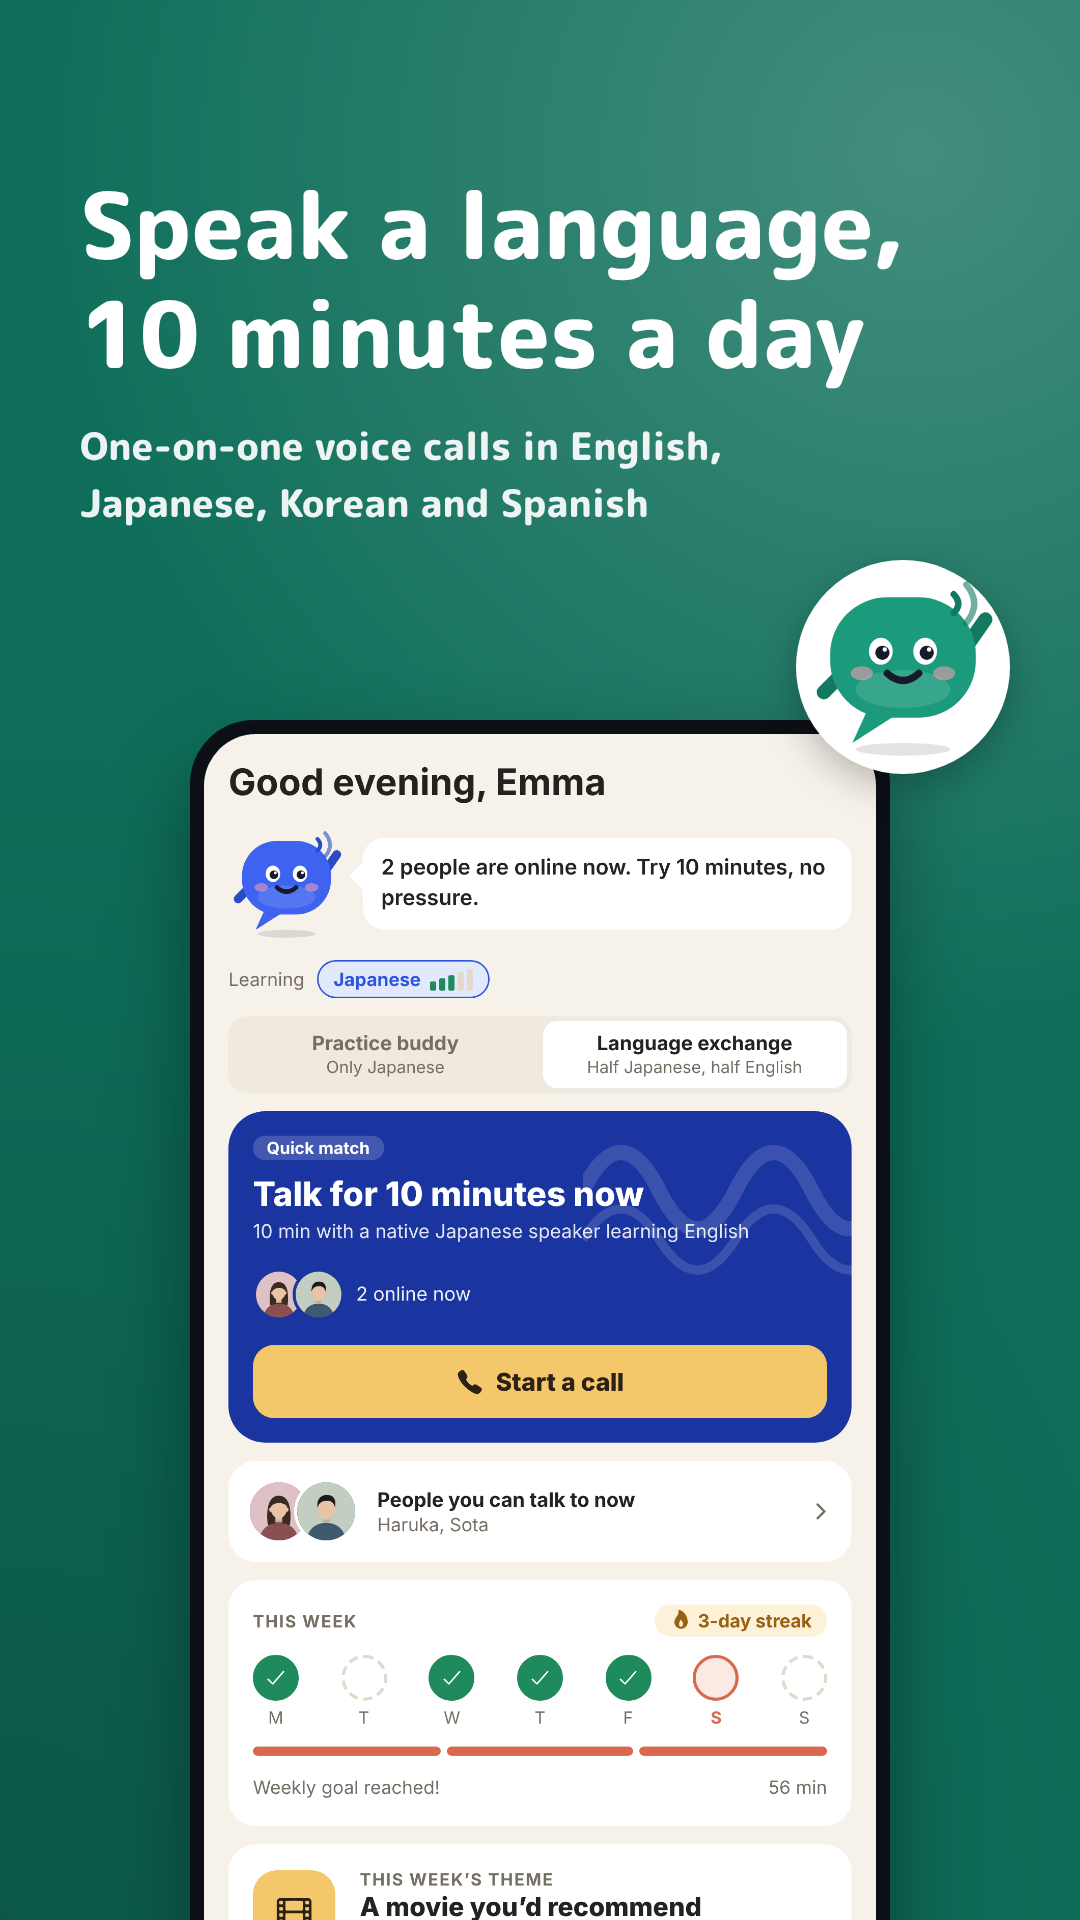 Speak a language,
10 minutes a day
One-on-one voice calls in English,
Japanese, Korean and Spanish
Good evening, Emma
2 people are online now. Try 10 minutes, no
pressure.
Learning
Japanese
Practice buddy
Only Japanese
Language exchange
Half Japanese, half English
Quick match
Talk for 10 minutes now
10 min with a native Japanese speaker learning English
2 online now
Start a call
People you can talk to now
Haruka, Sota
THIS WEEK
3-day streak
M T W T F S S
Weekly goal reached!
56 min
THIS WEEK’S THEME
A movie you’d recommend